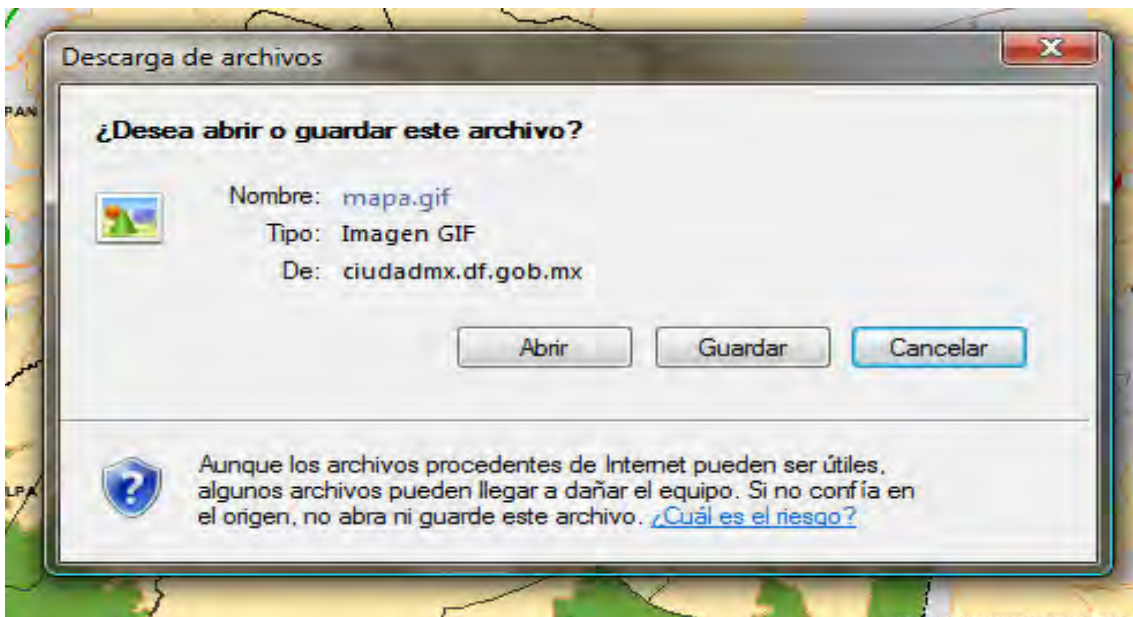 Descarga de archivos
X
PAN
¿Desea abrir o guardar este archivo?
Nombre: mapa.gif
Tipo: Imagen GIF
De: ciudadmx.df.gob.mx
Abrir Guardar Cancelar
LPA
Aunque los archivos procedentes de Internet pueden ser útiles,
algunos archivos pueden llegar a dañar el equipo. Si no confía en
el origen, no abra ni guarde este archivo. ¿Cuál es el riesgo?